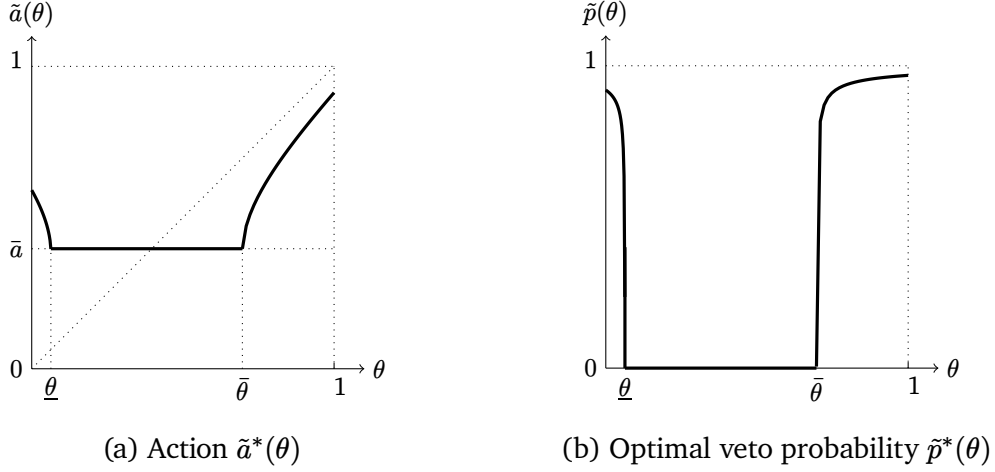 ã(θ)
1
ā
0
θ̲
θ̄
1
θ
(a) Action ã*(θ)
p̃(θ)
1
0
θ̲
θ̄
1
θ
(b) Optimal veto probability p̃*(θ)